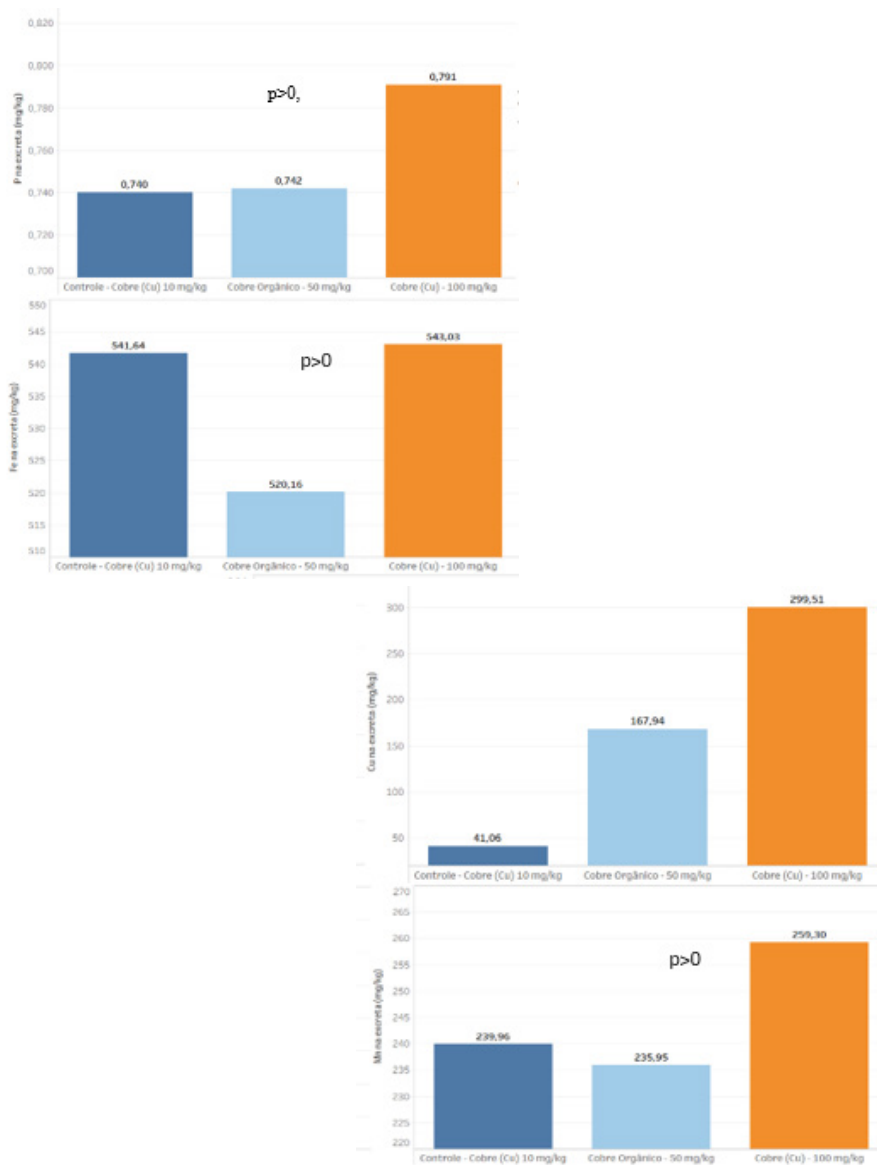 P na excreta (mg/kg)
0,820
0,800
0,780
0,760
0,740
0,720
0,700
p>0,
0,740
0,742
0,791
Controle - Cobre (Cu) 10 mg/kg
Cobre Orgânico - 50 mg/kg
Cobre (Cu) - 100 mg/kg
Fe na excreta (mg/kg)
550
545
540
535
530
525
520
515
510
p>0
541,64
520,16
543,03
Controle - Cobre (Cu) 10 mg/kg
Cobre Orgânico - 50 mg/kg
Cobre (Cu) - 100 mg/kg
Cu na excreta (mg/kg)
300
250
200
150
100
50
41,06
167,94
299,51
Controle - Cobre (Cu) 10 mg/kg
Cobre Orgânico - 50 mg/kg
Cobre (Cu) - 100 mg/kg
Mn na excreta (mg/kg)
270
265
260
255
250
245
240
235
230
225
220
p>0
239,96
235,95
259,30
Controle - Cobre (Cu) 10 mg/kg
Cobre Orgânico - 50 mg/kg
Cobre (Cu) - 100 mg/kg